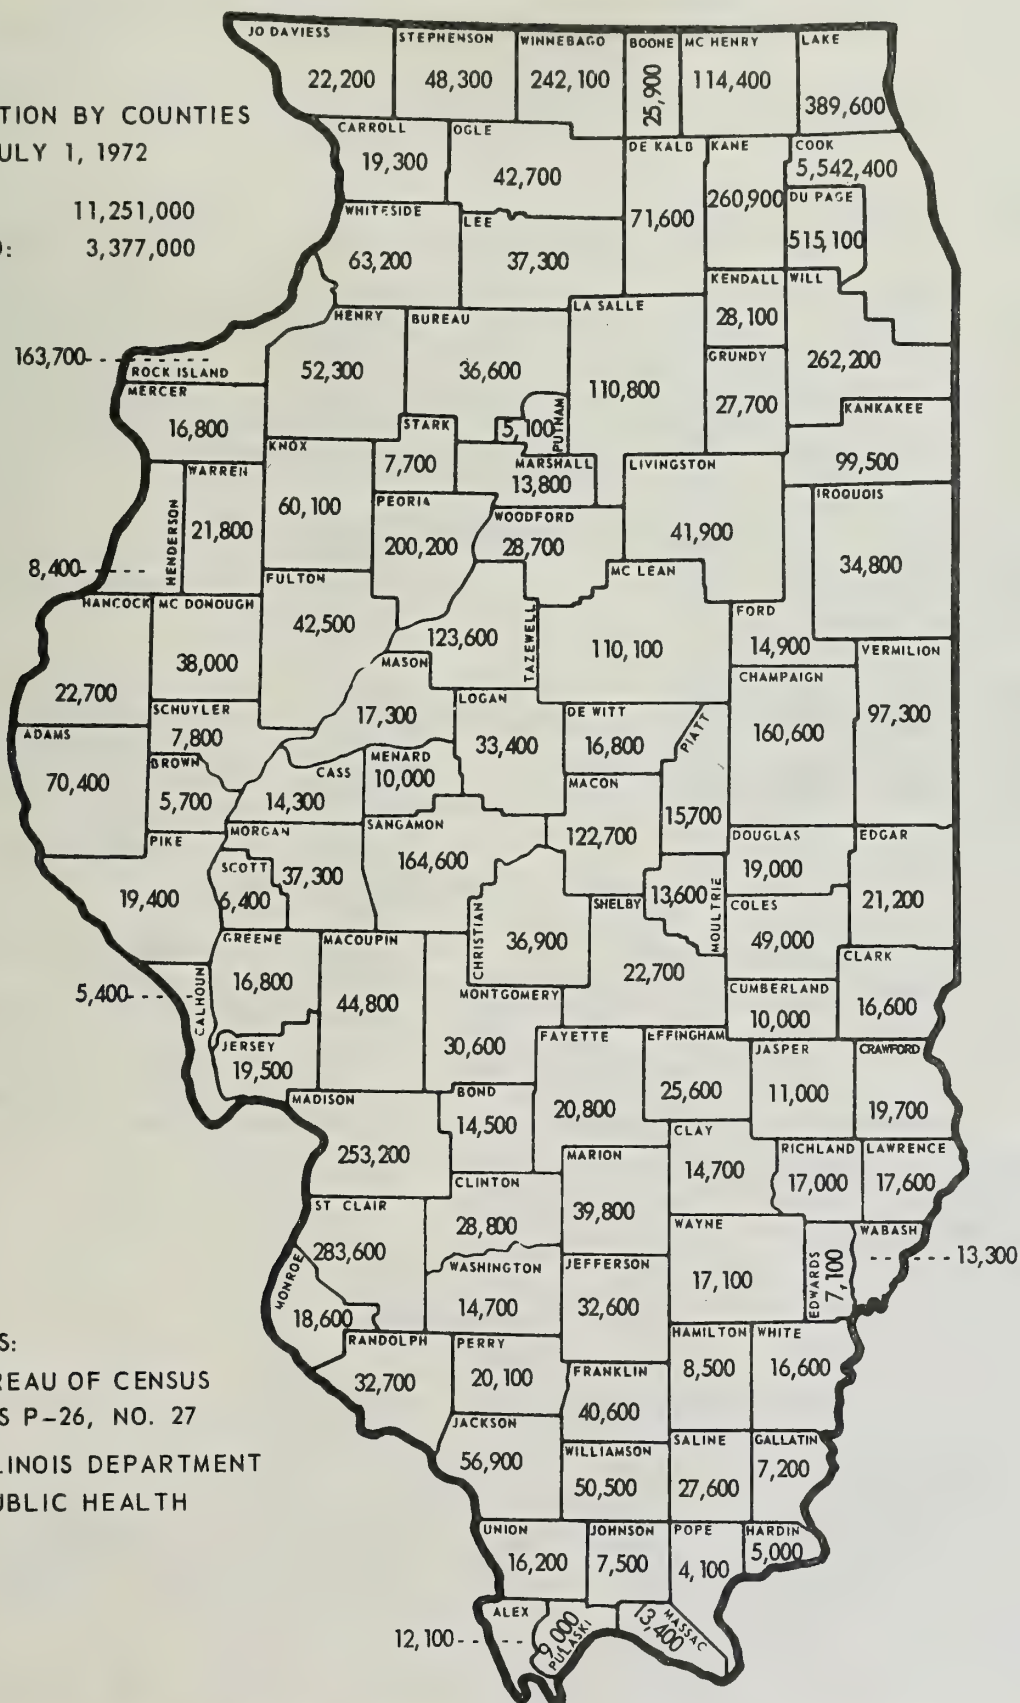 TION BY COUNTIES
ULY 1, 1972
11,251,000
: 3,377,000
JO DAVIESS
22,200
STEPHENSON
48,300
WINNEBAGO
242,100
BOONE
25,900
MC HENRY
114,400
LAKE
389,600
CARROLL
19,300
OGLE
42,700
DE KALB
71,600
KANE
260,900
COOK
5,542,400
DU PAGE
515,100
WHITESIDE
63,200
LEE
37,300
KENDALL
28,100
WILL
262,200
163,700
ROCK ISLAND
HENRY
52,300
BUREAU
36,600
LA SALLE
110,800
GRUNDY
27,700
MERCER
16,800
STARK
7,700
5,100
PUTNAM
KANKAKEE
99,500
KNOX
60,100
MARSHALL
13,800
LIVINGSTON
41,900
IROQUOIS
34,800
HENDERSON
8,400
WARREN
21,800
PEORIA
200,200
WOODFORD
28,700
MC LEAN
110,100
FORD
14,900
HANCOCK
22,700
MC DONOUGH
38,000
FULTON
42,500
123,600
TAZEWELL
VERMILION
97,300
MASON
17,300
LOGAN
33,400
DE WITT
16,800
PIATT
15,700
CHAMPAIGN
160,600
SCHUYLER
7,800
ADAMS
70,400
BROWN
5,700
CASS
14,300
MENARD
10,000
MACON
122,700
PIKE
19,400
MORGAN
37,300
SCOTT
6,400
SANGAMON
164,600
DOUGLAS
19,000
EDGAR
21,200
CHRISTIAN
36,900
SHELBY
22,700
13,600
MOULTRIE
COLES
49,000
CLARK
16,600
GREENE
16,800
MACOUPIN
44,800
5,400
CALHOUN
MONTGOMERY
30,600
CUMBERLAND
10,000
JERSEY
19,500
FAYETTE
20,800
EFFINGHAM
25,600
JASPER
11,000
CRAWFORD
19,700
MADISON
253,200
BOND
14,500
CLAY
14,700
RICHLAND
17,000
LAWRENCE
17,600
MARION
39,800
CLINTON
28,800
ST CLAIR
283,600
WAYNE
17,100
EDWARDS
7,100
WABASH
13,300
MONROE
18,600
WASHINGTON
14,700
JEFFERSON
32,600
S:
REAU OF CENSUS
S P-26, NO. 27
LINOIS DEPARTMENT
UBLIC HEALTH
RANDOLPH
32,700
PERRY
20,100
FRANKLIN
40,600
HAMILTON
8,500
WHITE
16,600
JACKSON
56,900
WILLIAMSON
50,500
SALINE
27,600
GALLATIN
7,200
UNION
16,200
JOHNSON
7,500
POPE
4,100
HARDIN
5,000
ALEX
12,100
9,000
PULASKI
13,400
MASSAC